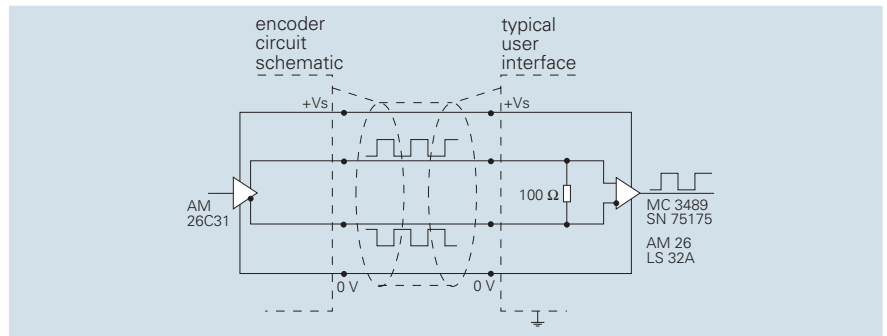 encoder
circuit
schematic
typical
user
interface
+Vs
+Vs
100 Ω
AM
26C31
MC 3489
SN 75175
AM 26
LS 32A
0 V
0 V